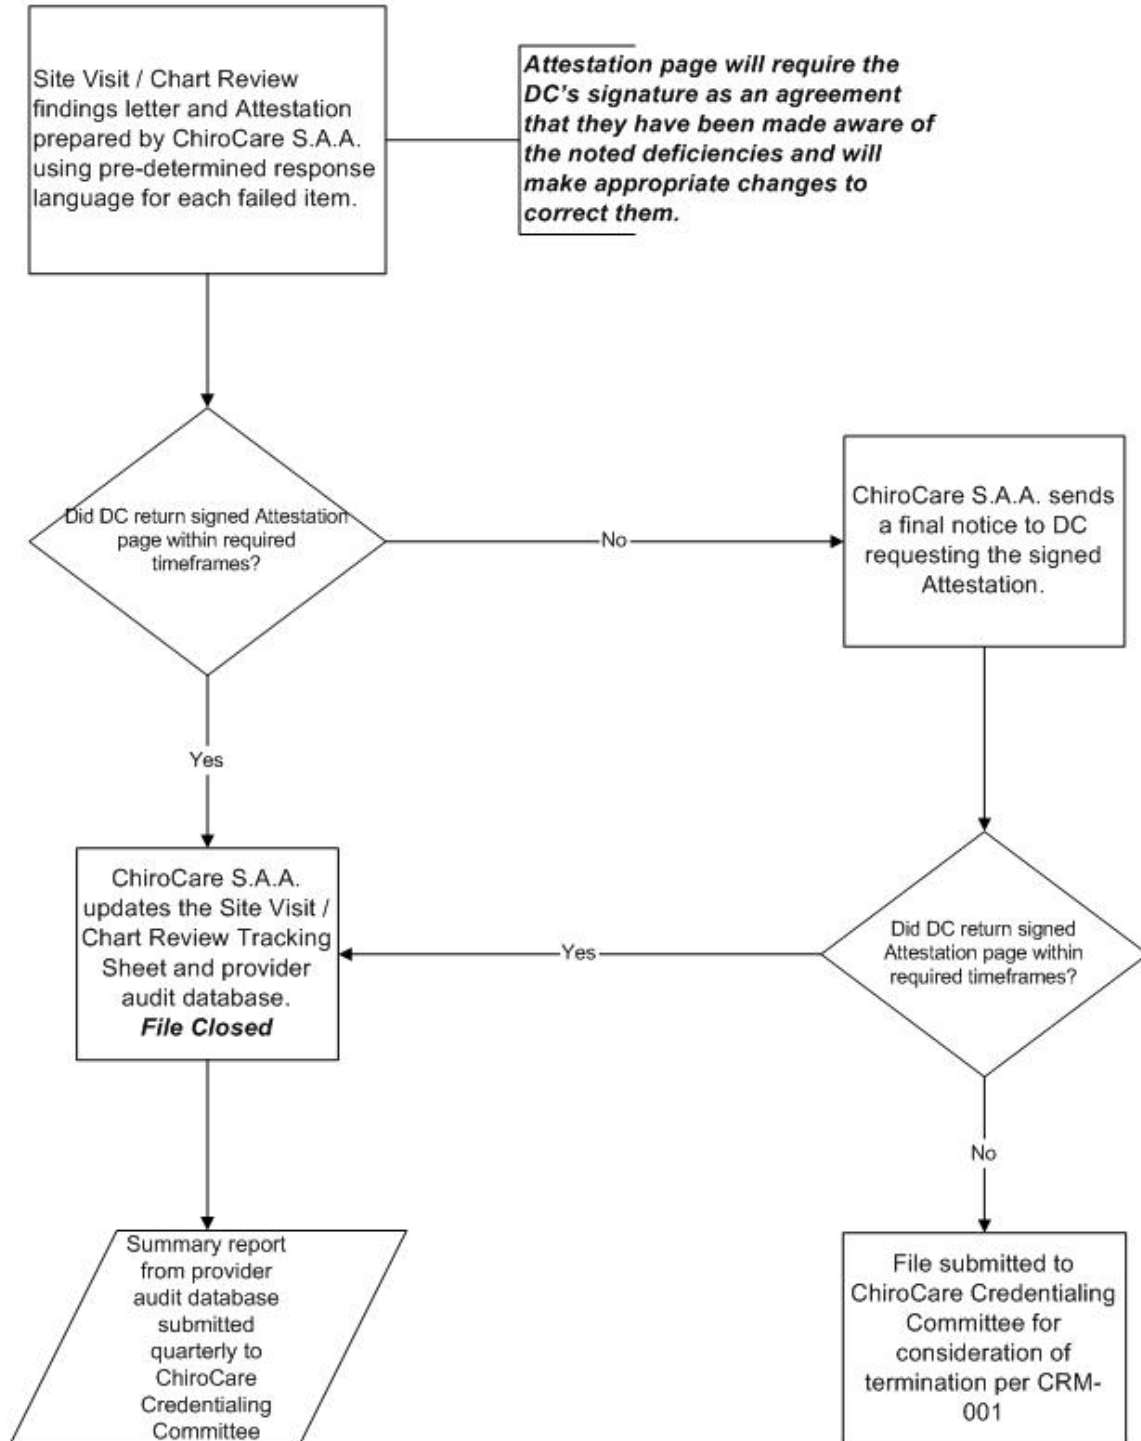 Site Visit / Chart Review
findings letter and Attestation
prepared by ChiroCare S.A.A.
using pre-determined response
language for each failed item.
Attestation page will require the
DC's signature as an agreement
that they have been made aware of
the noted deficiencies and will
make appropriate changes to
correct them.
Did DC return signed Attestation
page within required
timeframes?
No
ChiroCare S.A.A. sends
a final notice to DC
requesting the signed
Attestation.
Yes
ChiroCare S.A.A.
updates the Site Visit /
Chart Review Tracking
Sheet and provider
audit database.
File Closed
Yes
Did DC return signed
Attestation page within
required timeframes?
No
Summary report
from provider
audit database
submitted
quarterly to
ChiroCare
Credentialing
Committee
File submitted to
ChiroCare Credentialing
Committee for
consideration of
termination per CRM-
001